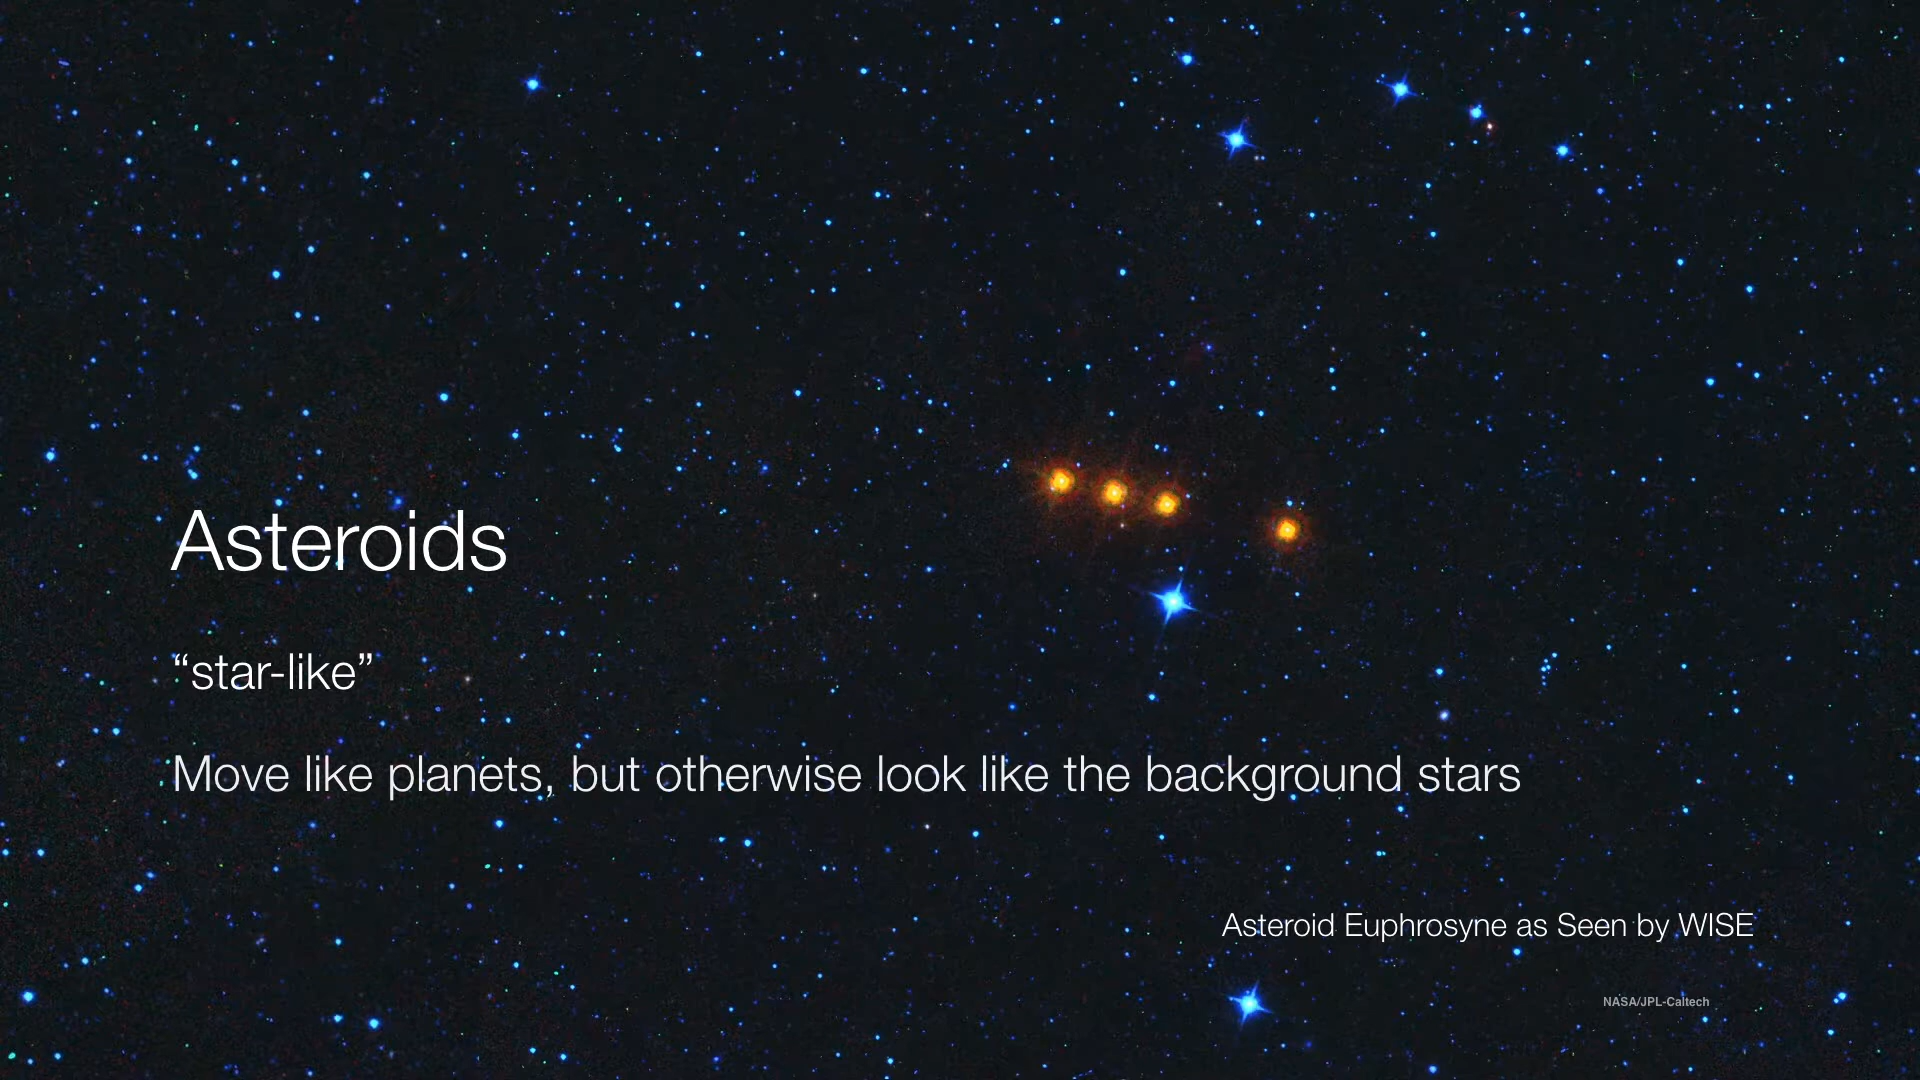 Asteroids
“star-like”
Move like planets, but otherwise look like the background stars
Asteroid Euphrosyne as Seen by WISE
NASA/JPL-Caltech